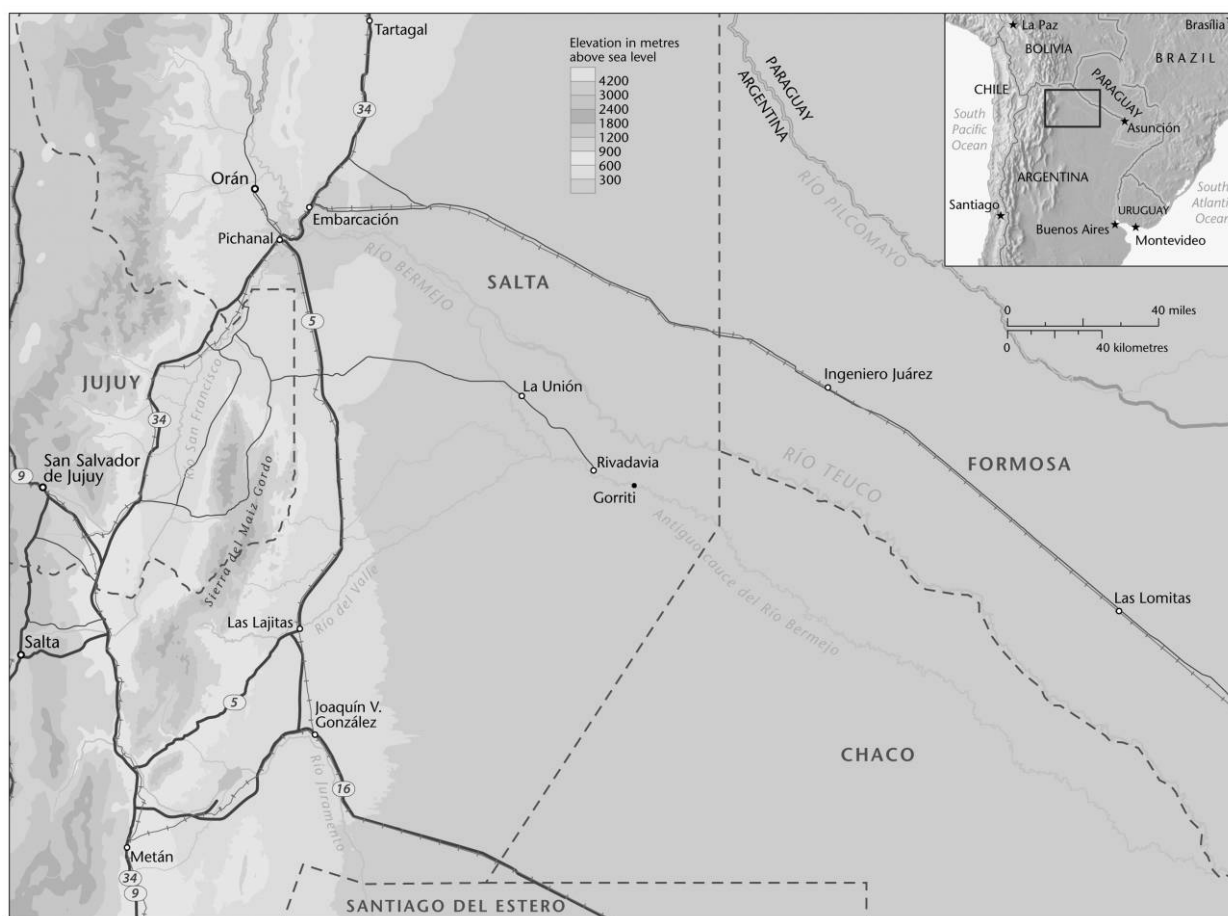 Tartagal
Elevation in metres
above sea level
4200
3000
2400
1800
1200
900
600
300
34
PARAGUAY
ARGENTINA
La Paz
BOLIVIA
Brasília
BRAZIL
CHILE
PARAGUAY
South
Pacific
Ocean
Asunción
ARGENTINA
Santiago
URUGUAY
South
Atlantic
Ocean
Buenos Aires
Montevideo
Orán
Embarcación
Pichanal
RÍO BERMEJO
SALTA
RÍO PILCOMAYO
0 40 miles
0 40 kilometres
5
JUJUY
Río San Francisco
La Unión
Ingeniero Juárez
34
9
San Salvador
de Jujuy
Sierra del Maiz Gordo
Rivadavia
Gorriti
RÍO TEUCO
FORMOSA
Antiguo cauce del Río Bermejo
Río del Valle
Las Lajitas
Las Lomitas
Salta
5
Joaquín V.
González
Río Juramento
16
CHACO
Metán
34
9
SANTIAGO DEL ESTERO